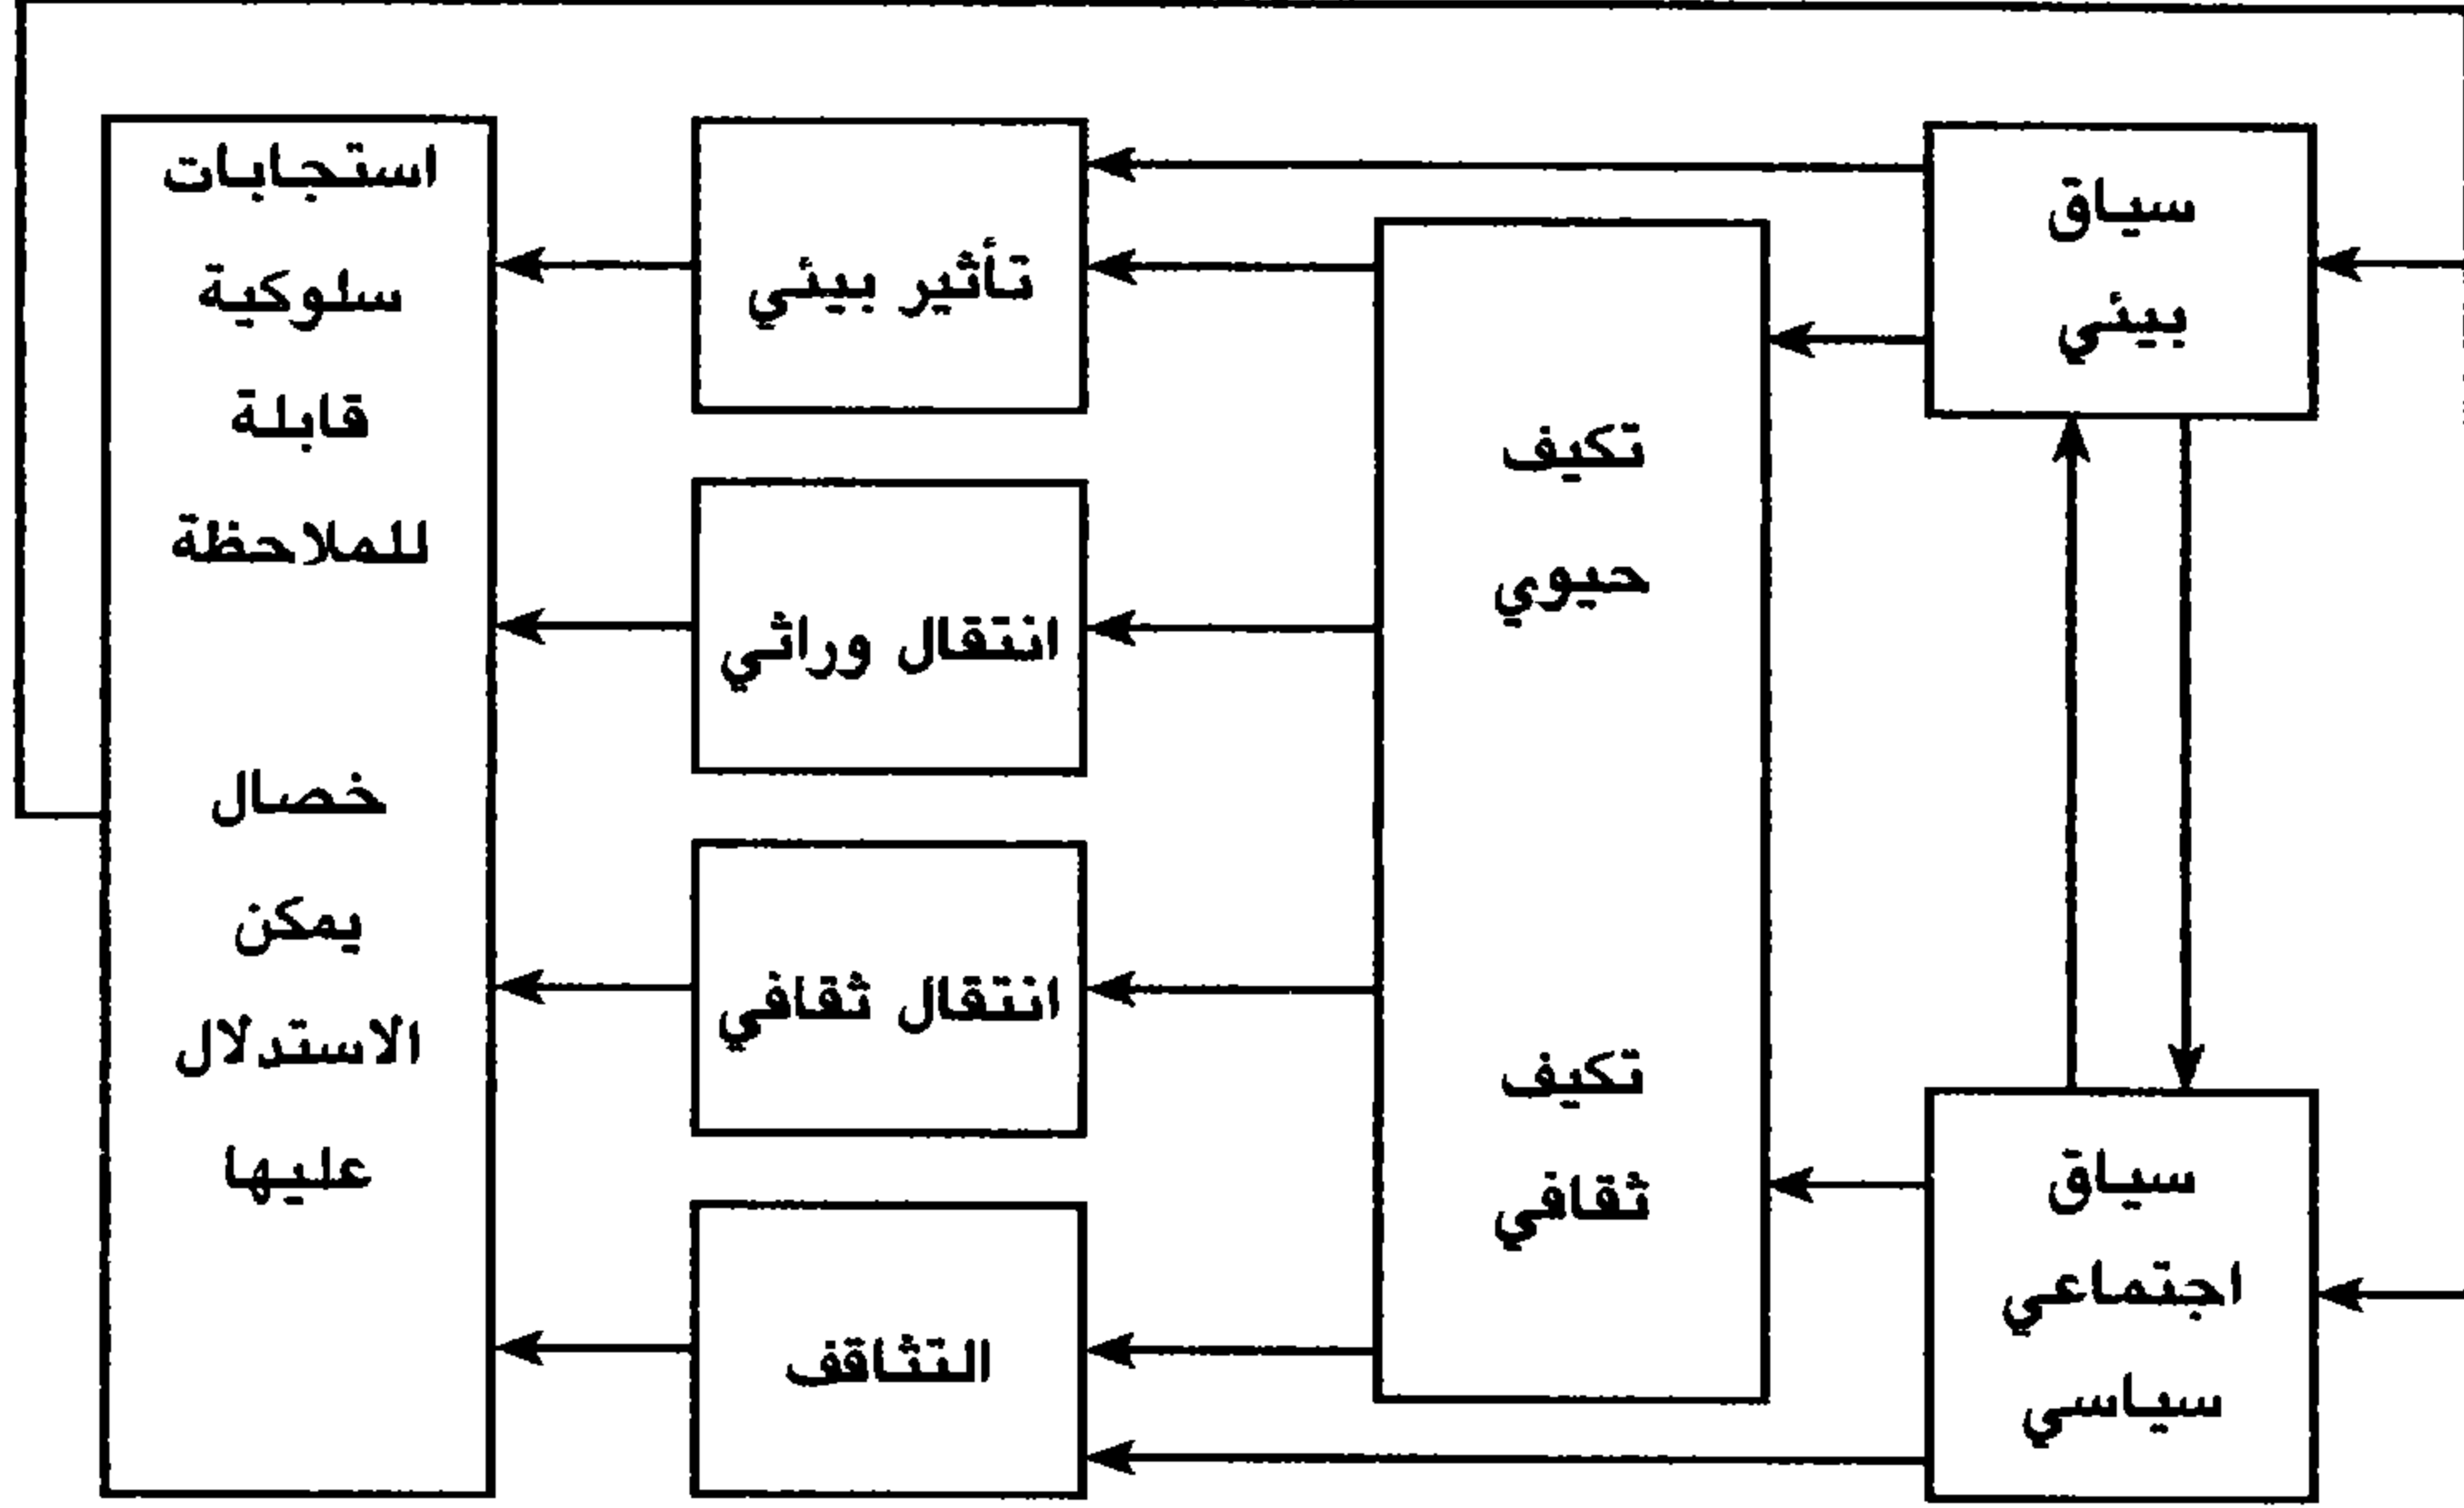 سياق
بيئي
سياق
اجتماعي
سياسي
تكيف
حيوي
تكيف
ثقافي
تأثير بيئي
انتقال وراثي
انتقال ثقافي
التثاقف
استجابات
سلوكية
قابلة
للملاحظة
خصال
يمكن
الاستدلال
عليها